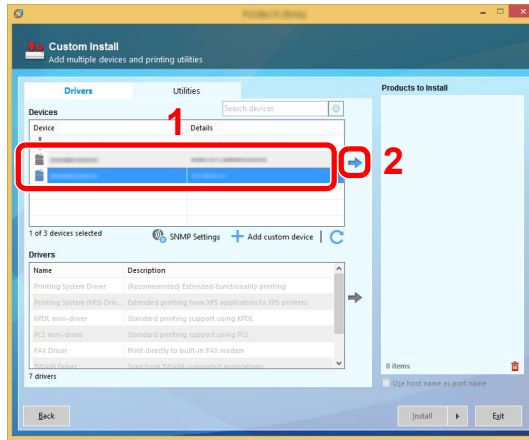 Custom Install
Add multiple devices and printing utilities
Drivers
Utilities
Products to Install
Devices
Search devices
1
Device
Details
2
1 of 3 devices selected
SNMP Settings
Add custom device
Drivers
Name
Description
Printing System Driver
(Recommended) Extended-functionality printing
Printing System (XPS) Driv...
Extended printing from XPS application to XPS printers
KPDL mini-driver
Standard printing support using KPDL
PCL mini-driver
Standard printing support using PCL
FAX Driver
Print directly to built-in FAX modem
TWAIN Driver
Scan from TWAIN-supported applications
7 drivers
0 items
Use host name as port name
Back
Install
Exit